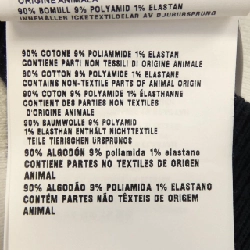 ORIGINE ANIMALE
90% BOMULL 9% POLYAMID 1% ELASTAN
INNEHÅLLER ICKETEXTILDELAR AV DJURURSPRUNG
90% COTONE 9% POLIAMMIDE 1% ELASTAN
CONTIENE PARTI NON TESSILI DI ORIGINE ANIMALE
90% COTTON 9% POLYAMIDE 1% ELASTANE
CONTAINS NON-TEXTILE PARTS OF ANIMAL ORIGIN
90% COTON 9% POLYAMIDE 1% ÉLASTHANNE
CONTIENT DES PARTIES NON TEXTILES
D'ORIGINE ANIMALE
90% BAUMWOLLE 9% POLYAMID
1% ELASTHAN ENTHÄLT NICHTTEXTILE
TEILE TIERISCHEN URSPRUNGS
90% ALGODÓN 9% poliamida 1% elastano
CONTIENE PARTES NO TEXTILES DE ORIGEN
ANIMAL
90% ALGODÃO 9% POLIAMIDA 1% ELASTANO
CONTÉM PARTES NÃO TÊXTEIS DE ORIGEM
ANIMAL